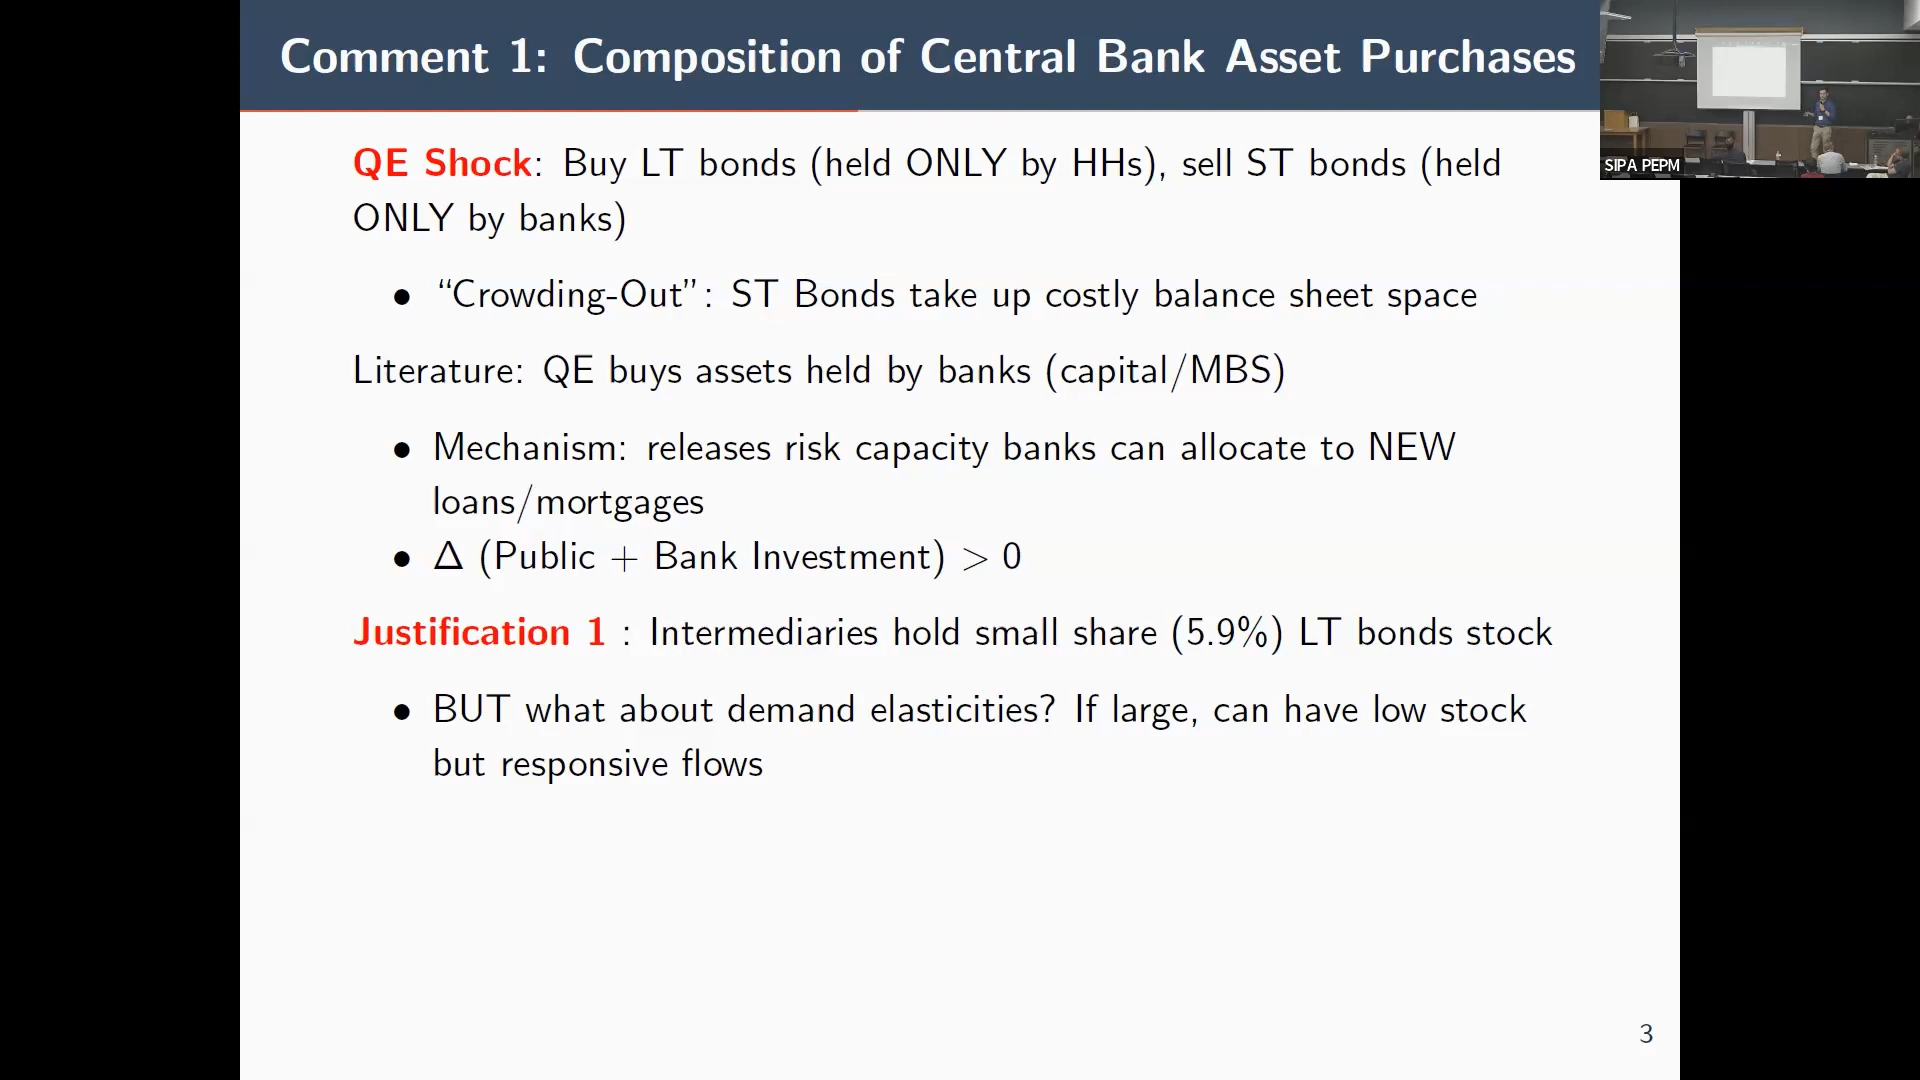 Comment 1: Composition of Central Bank Asset Purchases
SIPA PEPM
QE Shock: Buy LT bonds (held ONLY by HHs), sell ST bonds (held
ONLY by banks)
• “Crowding-Out”: ST Bonds take up costly balance sheet space
Literature: QE buys assets held by banks (capital/MBS)
• Mechanism: releases risk capacity banks can allocate to NEW
loans/mortgages
• Δ (Public + Bank Investment) > 0
Justification 1 : Intermediaries hold small share (5.9%) LT bonds stock
• BUT what about demand elasticities? If large, can have low stock
but responsive flows
3